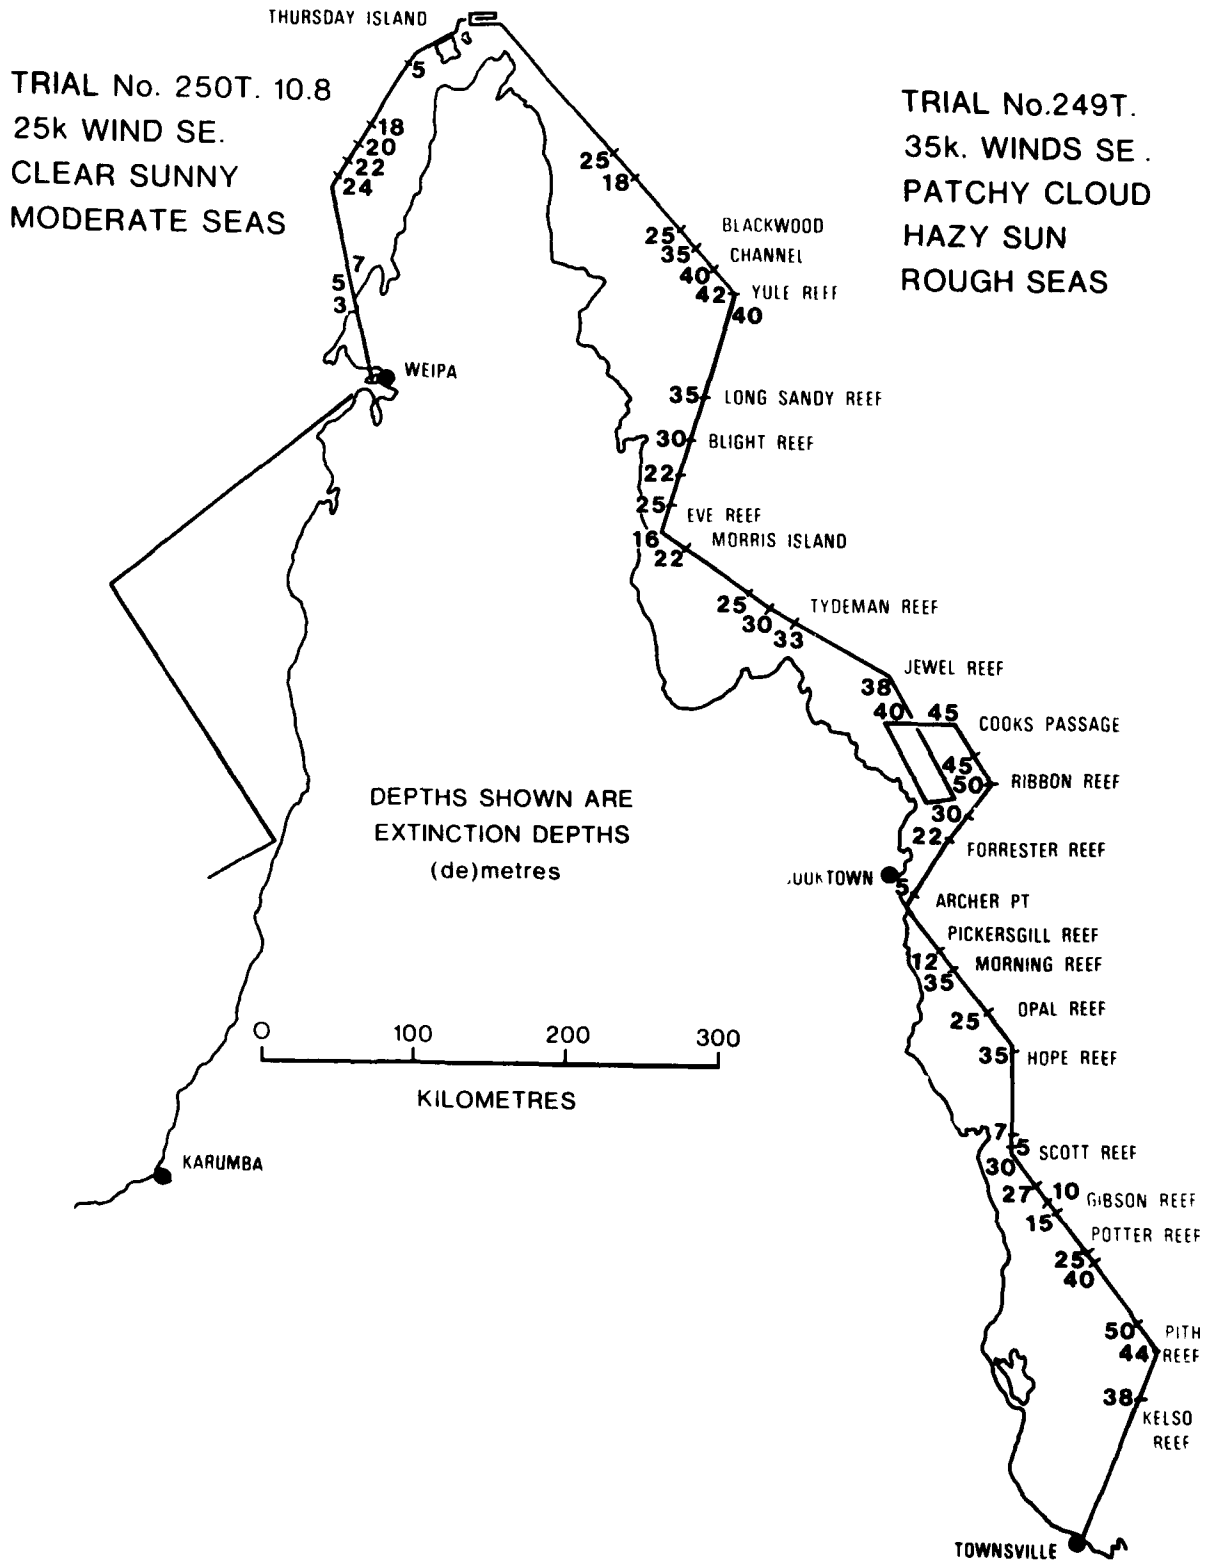 THURSDAY ISLAND
TRIAL No. 250T. 10.8
25k WIND SE.
CLEAR SUNNY
MODERATE SEAS
TRIAL No.249T.
35k. WINDS SE.
PATCHY CLOUD
HAZY SUN
ROUGH SEAS
5
18
20
22
24
7
5
3
WEIPA
25
18
25
BLACKWOOD
35
CHANNEL
40
42
YULE REEF
40
35
LONG SANDY REEF
30
BLIGHT REEF
22
25
EVE REEF
16
MORRIS ISLAND
22
25
TYDEMAN REEF
30
33
JEWEL REEF
38
40
45
COOKS PASSAGE
45
50
RIBBON REEF
30
22
FORRESTER REEF
DEPTHS SHOWN ARE
EXTINCTION DEPTHS
(de)metres
5
ARCHER PT
PICKERSGILL REEF
12
MORNING REEF
35
25
OPAL REEF
35
HOPE REEF
0 100 200 300
KILOMETRES
KARUMBA
7
5
SCOTT REEF
30
27
10
GIBSON REEF
15
POTTER REEF
25
40
50
PITH
44
REEF
38
KELSO
REEF
TOWNSVILLE